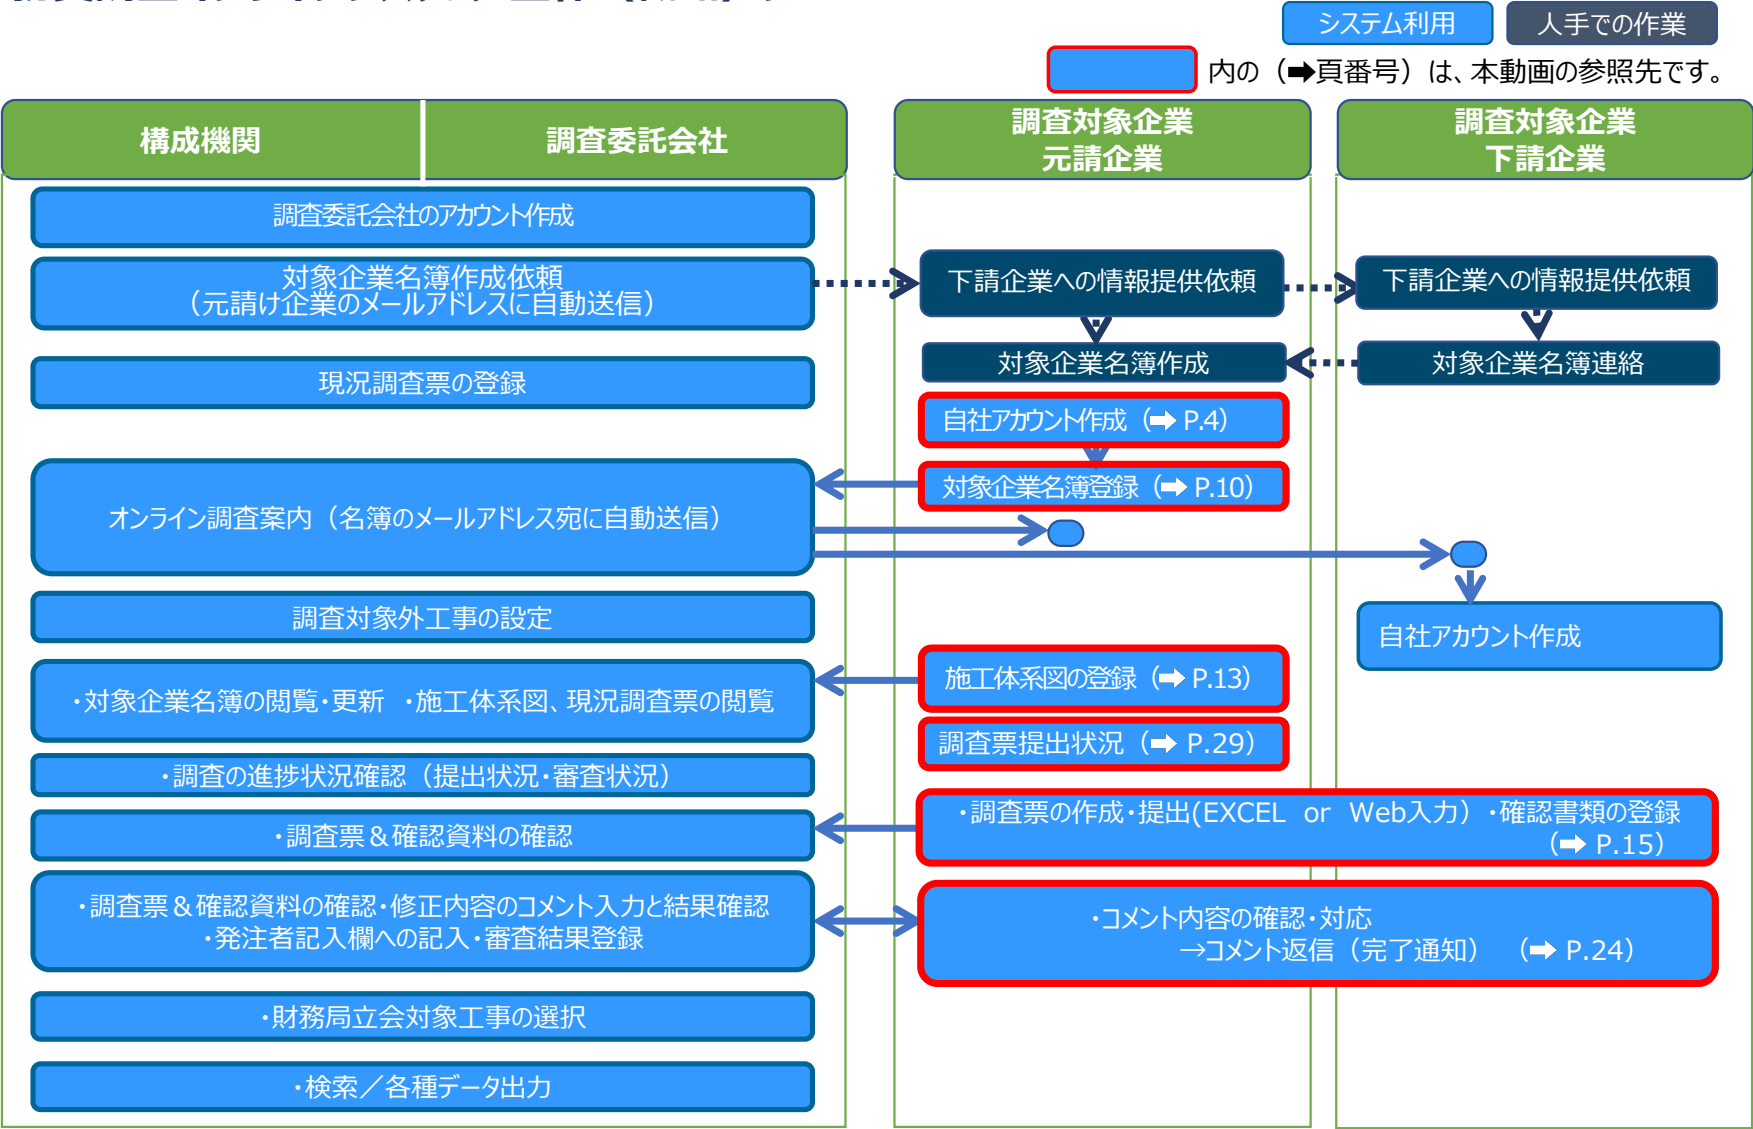 システム利用
人手での作業
内の（➡頁番号）は、本動画の参照先です。
構成機関
調査委託会社
調査対象企業
元請企業
調査対象企業
下請企業
調査委託会社のアカウント作成
対象企業名簿作成依頼
（元請け企業のメールアドレスに自動送信）
下請企業への情報提供依頼
下請企業への情報提供依頼
対象企業名簿作成
対象企業名簿連絡
現況調査票の登録
自社アカウント作成（➡ P.4）
対象企業名簿登録（➡ P.10）
オンライン調査案内（名簿のメールアドレス宛に自動送信）
調査対象外工事の設定
自社アカウント作成
施工体系図の登録（➡ P.13）
・対象企業名簿の閲覧・更新　・施工体系図、現況調査票の閲覧
調査票提出状況（➡ P.29）
・調査の進捗状況確認（提出状況・審査状況）
・調査票の作成・提出(EXCEL　or　Web入力）・確認書類の登録
（➡ P.15）
・調査票＆確認資料の確認
・調査票＆確認資料の確認・修正内容のコメント入力と結果確認
・発注者記入欄への記入・審査結果登録
・コメント内容の確認・対応
→コメント返信（完了通知）　（➡ P.24）
・財務局立会対象工事の選択
・検索／各種データ出力